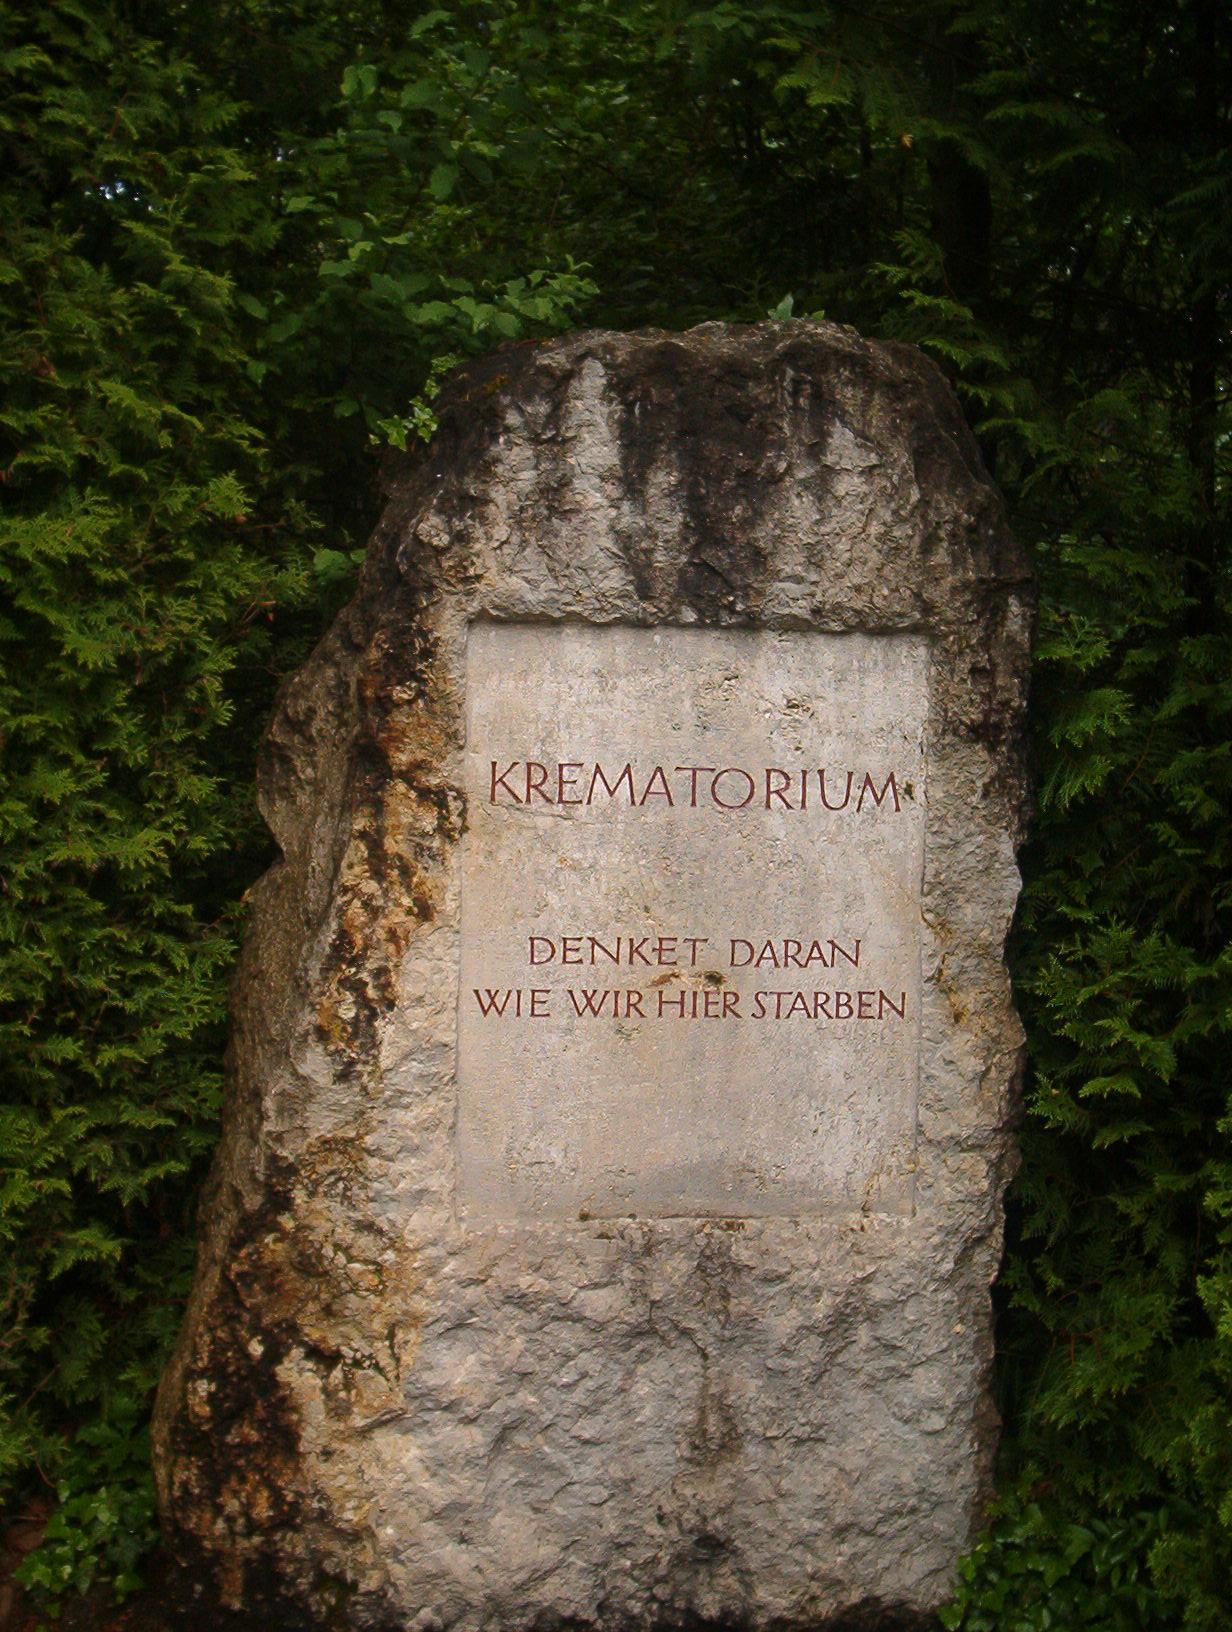 KREMATORIUM
DENKET DARAN
WIE WIR HIER STARBEN